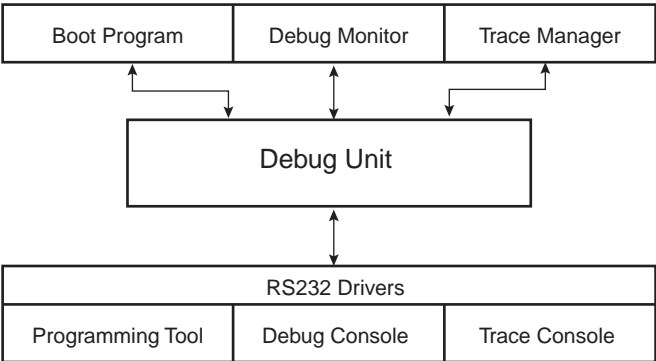 Boot Program
Debug Monitor
Trace Manager
Debug Unit
RS232 Drivers
Programming Tool
Debug Console
Trace Console